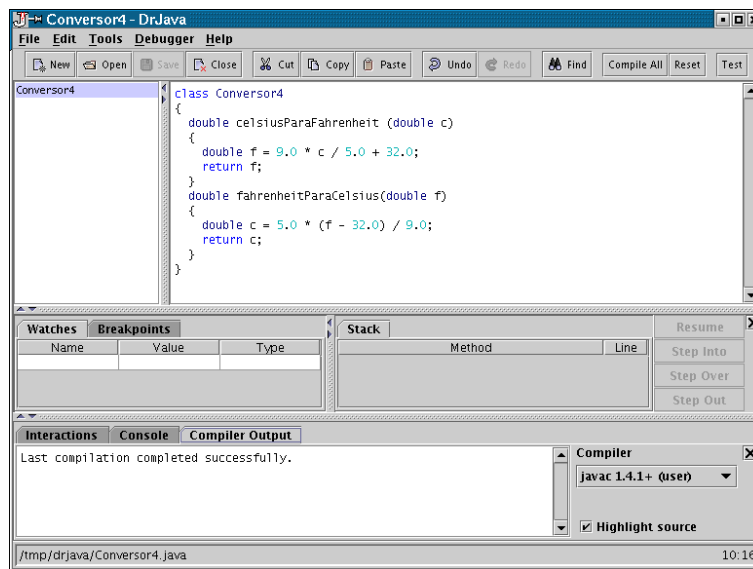 Conversor4 - DrJava
File Edit Tools Debugger Help
New Open Save Close Cut Copy Paste Undo Redo Find Compile All Reset Test
Conversor4
class Conversor4
{
  double celsiusParaFahrenheit (double c)
  {
    double f = 9.0 * c / 5.0 + 32.0;
    return f;
  }
  double fahrenheitParaCelsius(double f)
  {
    double c = 5.0 * (f - 32.0) / 9.0;
    return c;
  }
}
Watches Breakpoints
Name Value Type
Stack
Method Line
Resume
Step Into
Step Over
Step Out
Interactions Console Compiler Output
Last compilation completed successfully.
Compiler
javac 1.4.1+ (user)
Highlight source
/tmp/drjava/Conversor4.java
10:16